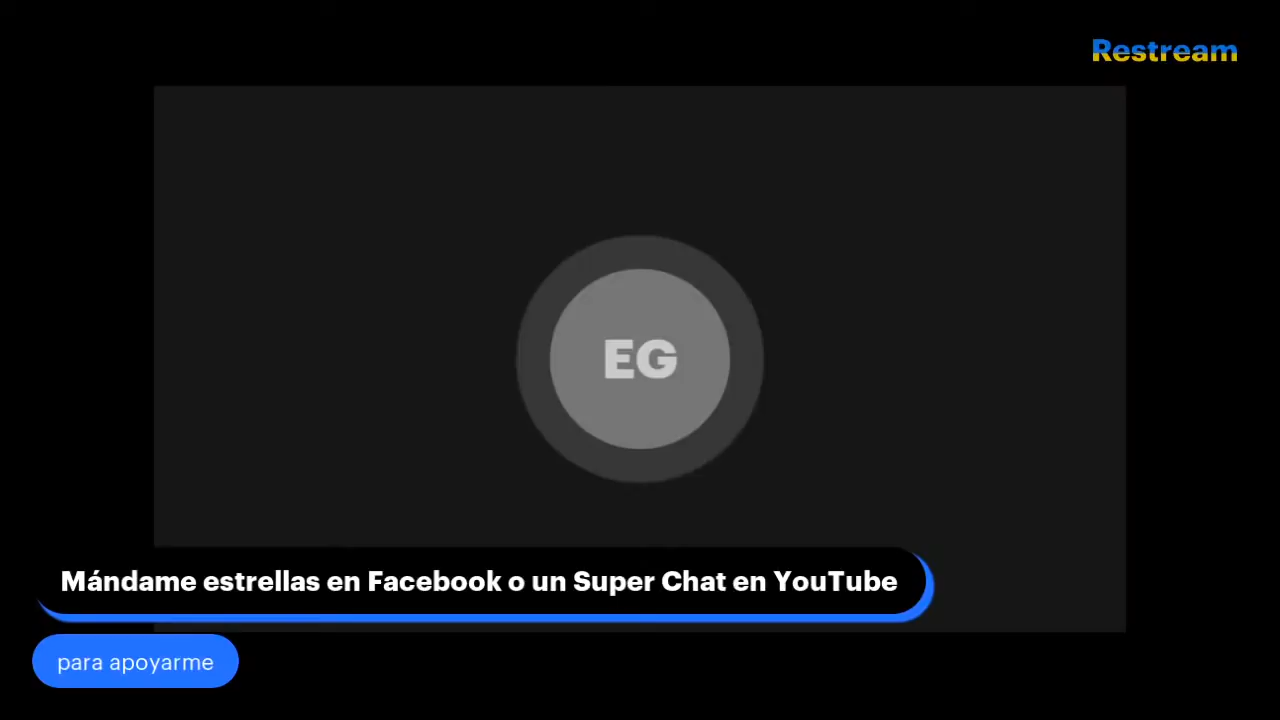 Restream
EG
Mándame estrellas en Facebook o un Super Chat en YouTube
para apoyarme